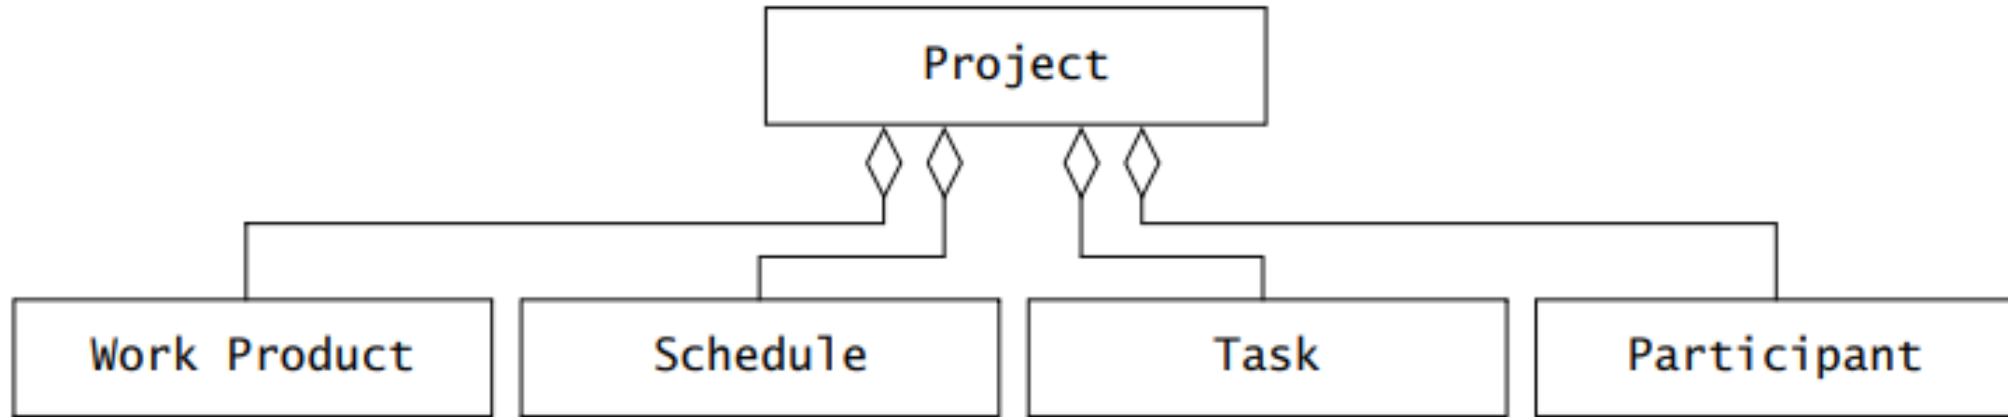 Project
Work Product
Schedule
Task
Participant